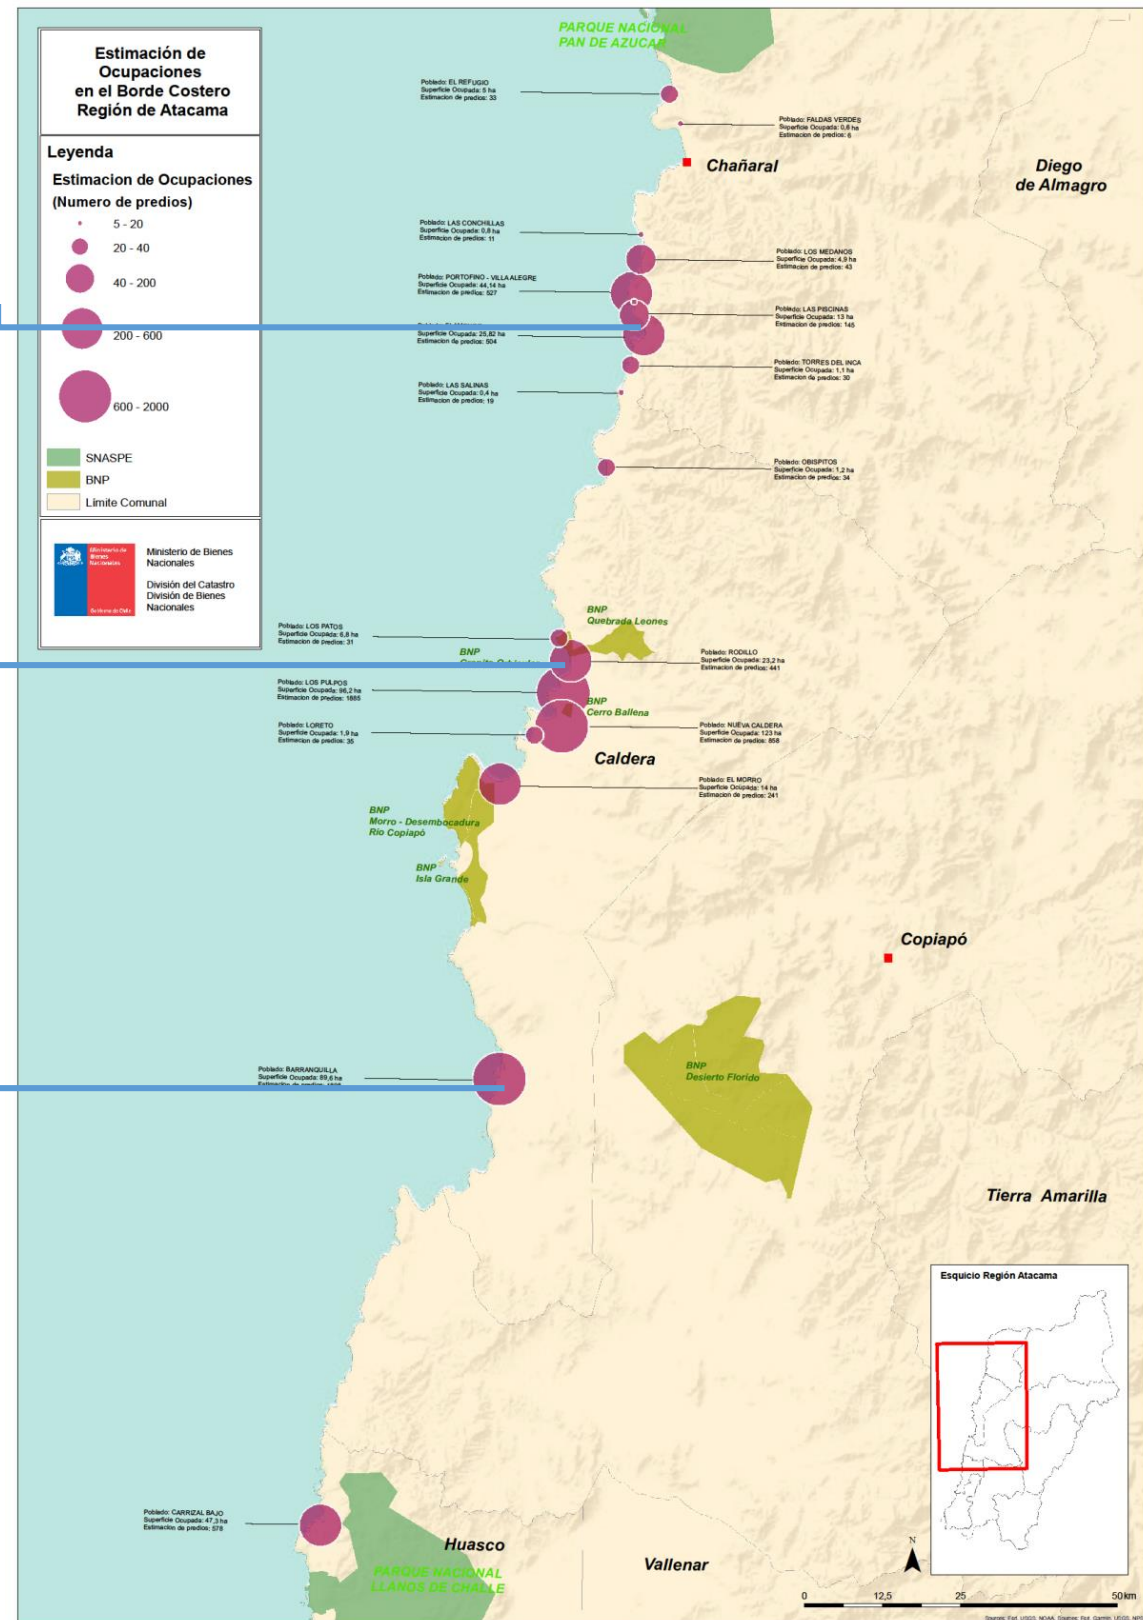 Estimación de
Ocupaciones
en el Borde Costero
Región de Atacama
Leyenda
Estimacion de Ocupaciones
(Numero de predios)
5 - 20
20 - 40
40 - 200
200 - 600
600 - 2000
SNASPE
BNP
Límite Comunal
Ministerio de
Bienes
Nacionales
Gobierno de Chile
Ministerio de Bienes
Nacionales
División del Catastro
División de Bienes
Nacionales
PARQUE NACIONAL
PAN DE AZUCAR
Poblado: EL REFUGIO
Superficie Ocupada: 5 ha
Estimacion de predios: 33
Poblado: FALDAS VERDES
Superficie Ocupada: 0,6 ha
Estimacion de predios: 6
Chañaral
Diego
de Almagro
Poblado: LAS CONCHILLAS
Superficie Ocupada: 0,8 ha
Estimacion de predios: 11
Poblado: LOS MEDANOS
Superficie Ocupada: 4,9 ha
Estimacion de predios: 43
Poblado: PORTOFINO - VILLA ALEGRE
Superficie Ocupada: 44,14 ha
Estimacion de predios: 527
Poblado: LAS PISCINAS
Superficie Ocupada: 13 ha
Estimacion de predios: 145
Superficie Ocupada: 25,82 ha
Estimacion de predios: 504
Poblado: TORRES DEL INCA
Superficie Ocupada: 1,1 ha
Estimacion de predios: 30
Poblado: LAS SALINAS
Superficie Ocupada: 0,4 ha
Estimacion de predios: 19
Poblado: OBISPITOS
Superficie Ocupada: 1,2 ha
Estimacion de predios: 34
BNP
Quebrada Leones
Poblado: LOS PATOS
Superficie Ocupada: 6,8 ha
Estimacion de predios: 31
BNP
Poblado: RODILLO
Superficie Ocupada: 23,2 ha
Estimacion de predios: 441
Poblado: LOS PULPOS
Superficie Ocupada: 96,2 ha
Estimacion de predios: 1885
BNP
Cerro Ballena
Poblado: LORETO
Superficie Ocupada: 1,9 ha
Estimacion de predios: 35
Poblado: NUEVA CALDERA
Superficie Ocupada: 123 ha
Estimacion de predios: 858
Caldera
Poblado: EL MORRO
Superficie Ocupada: 14 ha
Estimacion de predios: 241
BNP
Morro - Desembocadura
Río Copiapó
BNP
Isla Grande
Copiapó
BNP
Desierto Florido
Poblado: BARRANQUILLA
Superficie Ocupada: 89,6 ha
Estimacion de predios:
Tierra Amarilla
Esquicio Región Atacama
Poblado: CARRIZAL BAJO
Superficie Ocupada: 47,3 ha
Estimacion de predios: 578
Huasco
Vallenar
PARQUE NACIONAL
LLANOS DE CHALLE
N
0 12,5 25 50 km